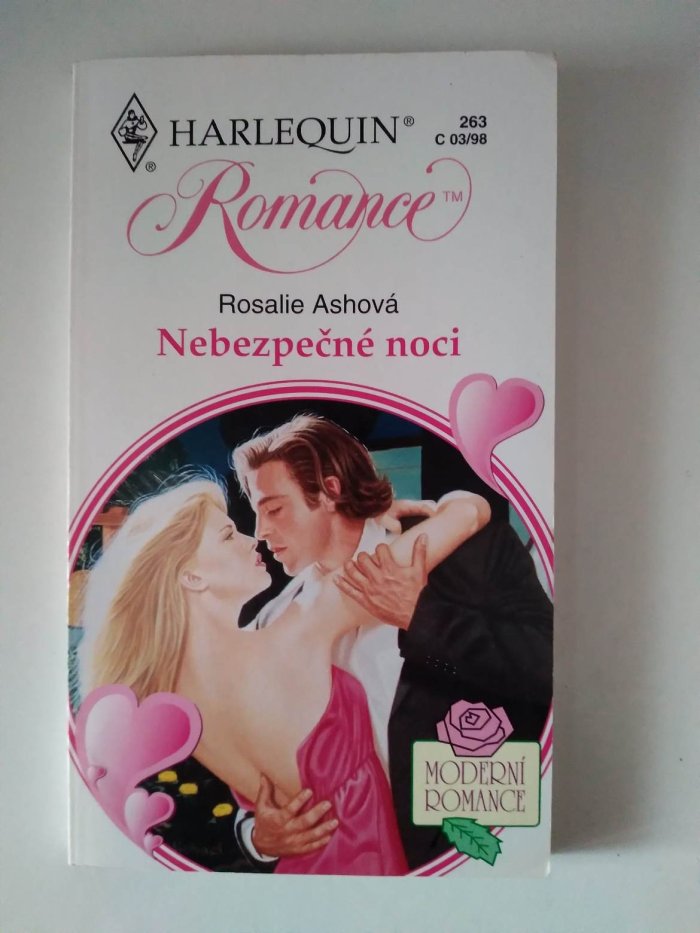 HARLEQUIN®
263
C 03/98
®
Romance™
Rosalie Ashová
Nebezpečné noci
MODERNÍ
ROMANCE